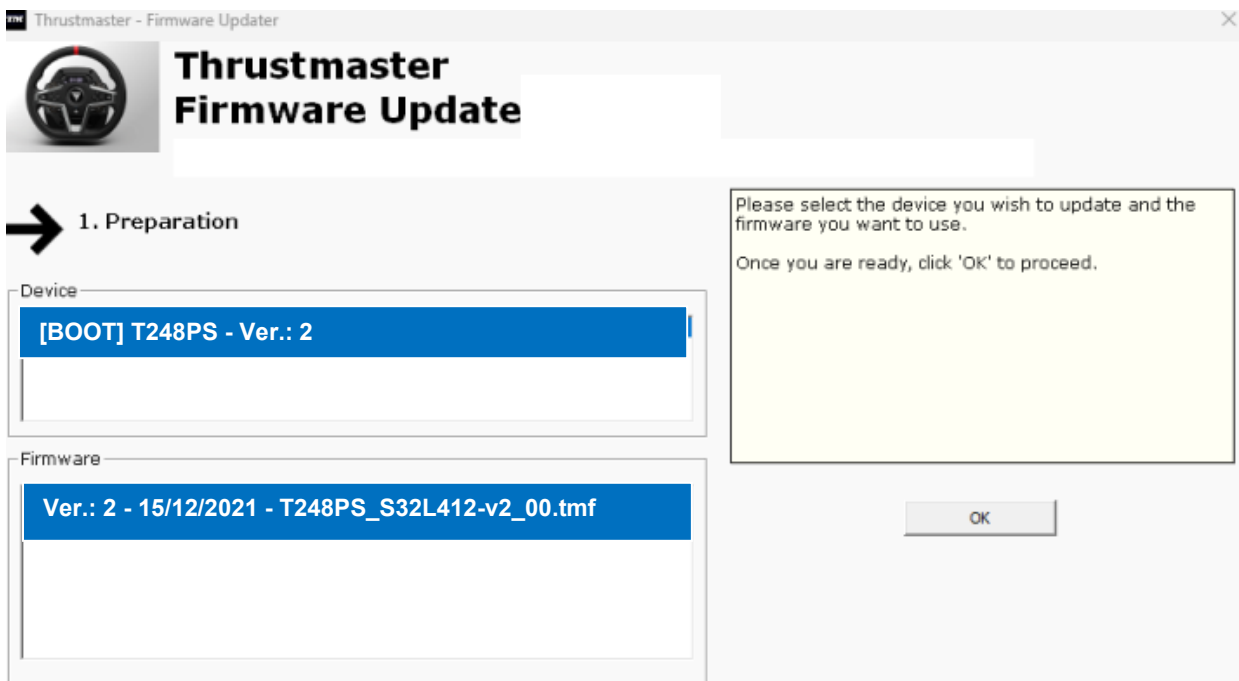 Thrustmaster - Firmware Updater
Thrustmaster
Firmware Update
1. Preparation
Device
[BOOT] T248PS - Ver.: 2
Firmware
Ver.: 2 - 15/12/2021 - T248PS_S32L412-v2_00.tmf
Please select the device you wish to update and the
firmware you want to use.
Once you are ready, click 'OK' to proceed.
OK